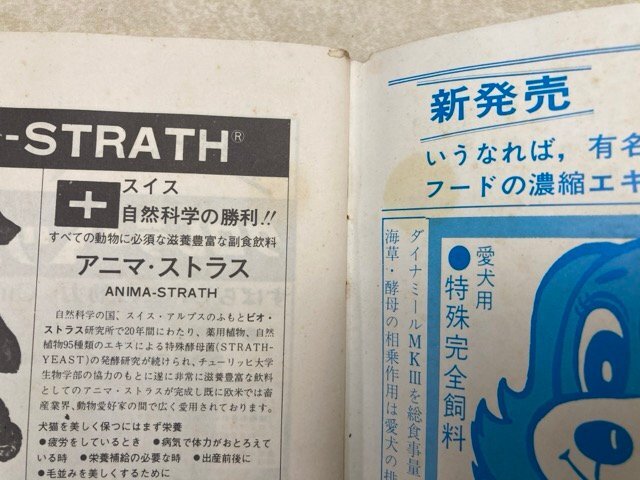 -STRATH®
スイス
自然科学の勝利!!
すべての動物に必須な滋養豊富な副食飲料
アニマ・ストラス
ANIMA-STRATH
自然科学の国、スイス・アルプスのふもとビオ・
ストラス研究所で20年間にわたり、薬用植物、自然
植物95種類のエキスによる特殊酵母菌(STRATH-
YEAST)の発酵研究が続けられ、チューリッヒ大学
生物学部の協力のもとに遂に非常に滋養豊富な飲料
としてのアニマ・ストラスが完成し既に欧米では畜
産業界、動物愛好家の間で広く愛用されております。
犬猫を美しく保つにはまず栄養
●疲労をしているとき ●病気で体力がおとろえて
いる時 ●栄養補給の必要な時 ●出産前後に
●毛並みを美しくするために
新発売
いうなれば，有名
フードの濃縮エキ
愛犬用
●特殊完全飼料
ダイナミールMKⅢを総食事量
海草・酵母の相乗作用は愛犬の排